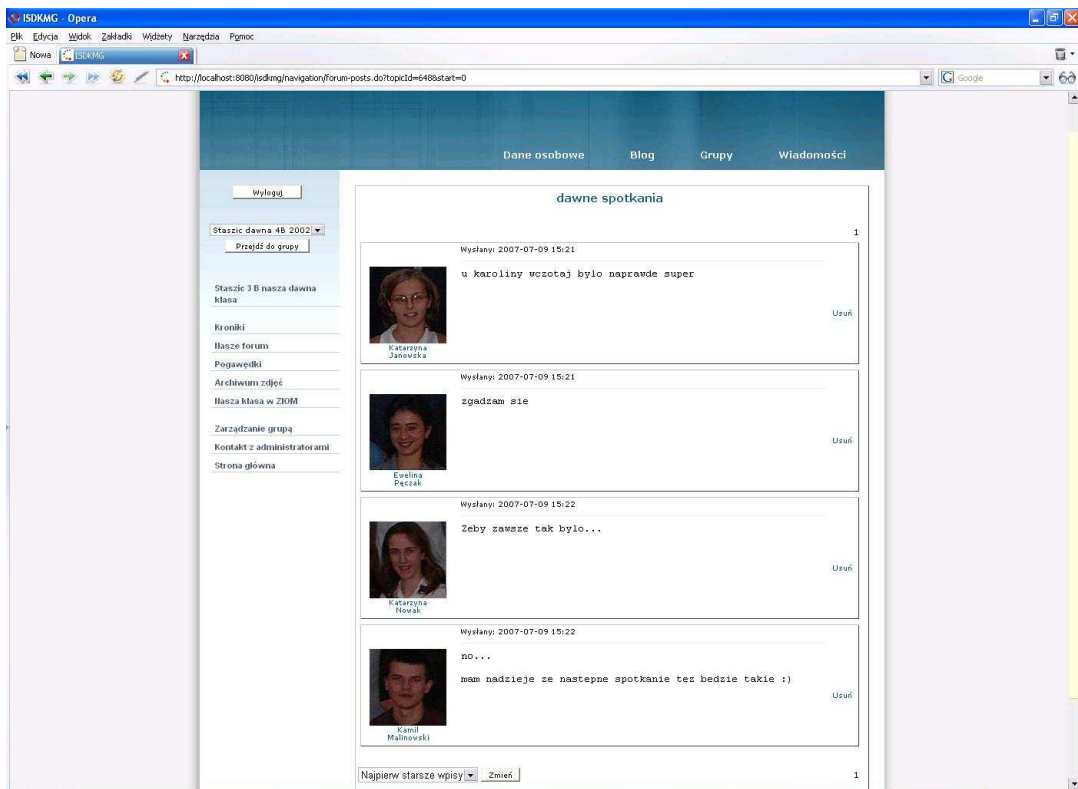 ISDKMG - Opera
Plik Edycja Widok Zakładki Widżety Narzędzia Pomoc
Nowa ISDKMG
http://localhost:8080/isdkmg/navigation/forum-posts.do?topicId=648&start=0
Google
Dane osobowe Blog Grupy Wiadomości
Wyloguj
Staszic dawna 4B 2002
Przejdź do grupy
Staszic 3 B nasza dawna
klasa
Kroniki
Nasze forum
Pogawędki
Archiwum zdjęć
Nasza klasa w ZIOM
Zarządzanie grupą
Kontakt z administratorami
Strona główna
dawne spotkania
1
Wysłany: 2007-07-09 15:21
u karoliny wczotaj bylo naprawde super
Usuń
Katarzyna
Janowska
Wysłany: 2007-07-09 15:21
zgadzam sie
Usuń
Ewelina
Pęczak
Wysłany: 2007-07-09 15:22
Zeby zawsze tak bylo...
Usuń
Katarzyna
Nowak
Wysłany: 2007-07-09 15:22
no...
mam nadzieje ze nastepne spotkanie tez bedzie takie :)
Usuń
Kamil
Malinowski
Najpierw starsze wpisy Zmień 1